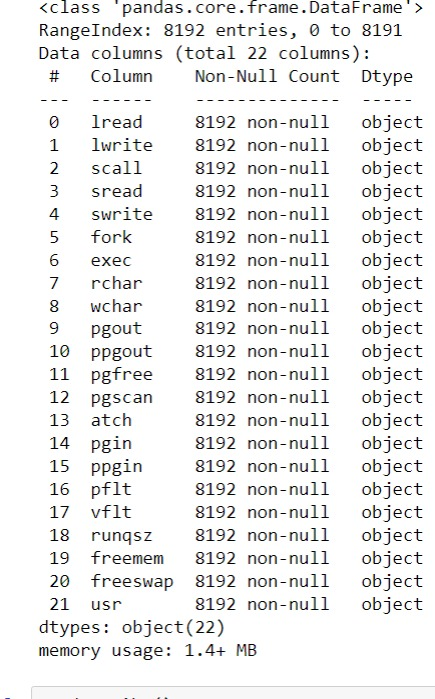 <class 'pandas.core.frame.DataFrame'>
RangeIndex: 8192 entries, 0 to 8191
Data columns (total 22 columns):
 #   Column    Non-Null Count  Dtype
---  ------    --------------  -----
 0   lread     8192 non-null   object
 1   lwrite    8192 non-null   object
 2   scall     8192 non-null   object
 3   sread     8192 non-null   object
 4   swrite    8192 non-null   object
 5   fork      8192 non-null   object
 6   exec      8192 non-null   object
 7   rchar     8192 non-null   object
 8   wchar     8192 non-null   object
 9   pgout     8192 non-null   object
 10  ppgout    8192 non-null   object
 11  pgfree    8192 non-null   object
 12  pgscan    8192 non-null   object
 13  atch      8192 non-null   object
 14  pgin      8192 non-null   object
 15  ppgin     8192 non-null   object
 16  pflt      8192 non-null   object
 17  vflt      8192 non-null   object
 18  runqsz    8192 non-null   object
 19  freemem   8192 non-null   object
 20  freeswap  8192 non-null   object
 21  usr       8192 non-null   object
dtypes: object(22)
memory usage: 1.4+ MB